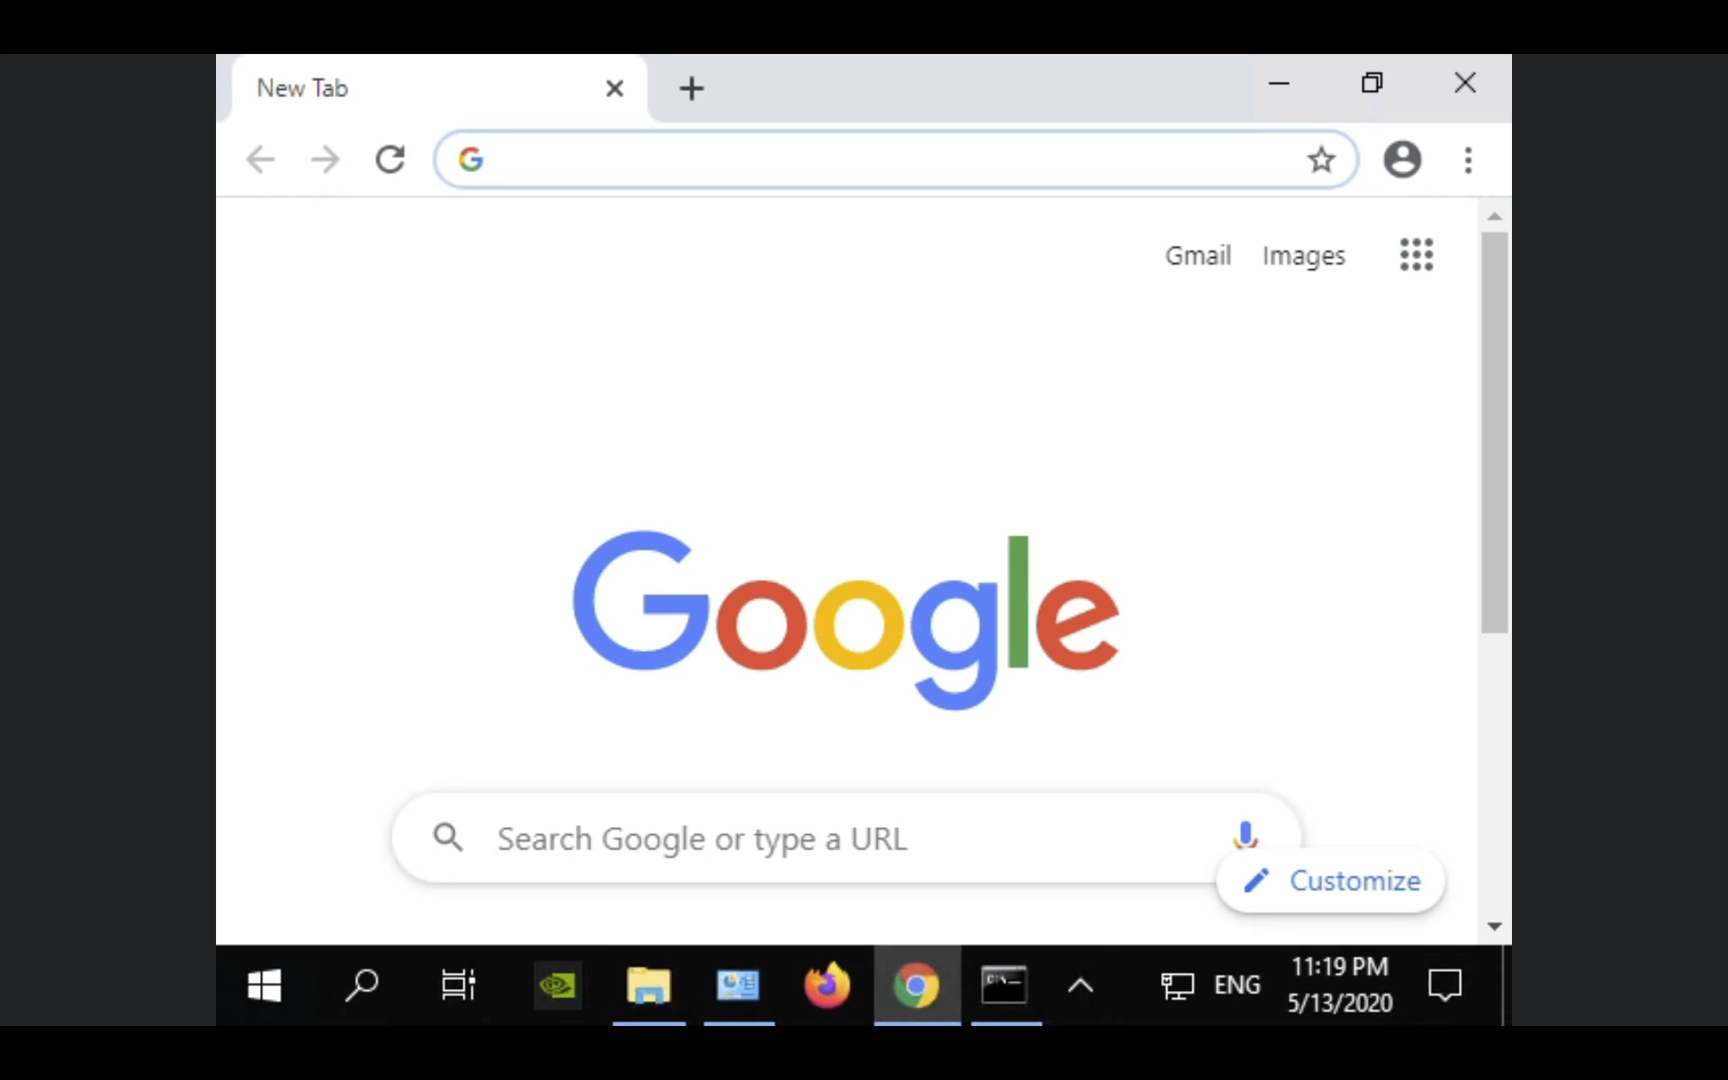 New Tab
Gmail Images
Google
Search Google or type a URL
Customize
ENG
11:19 PM
5/13/2020